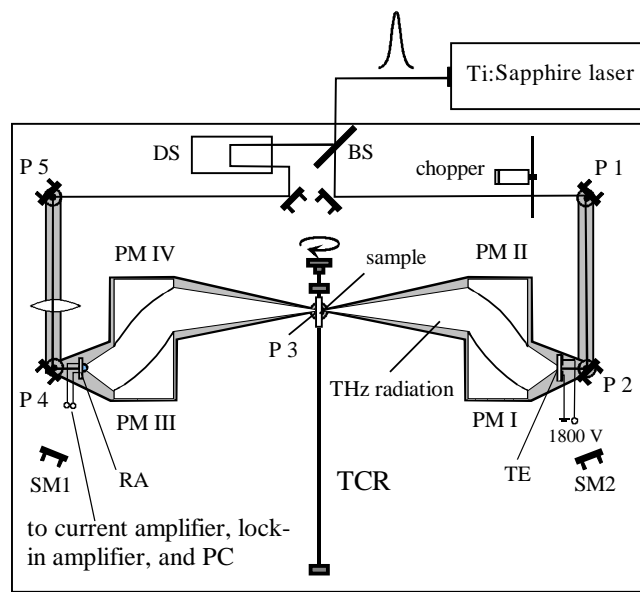 Ti:Sapphire laser
DS
BS
P 5
chopper
P 1
PM IV
sample
PM II
P 3
THz radiation
P 4
PM III
PM I
P 2
1800 V
SM1
RA
TCR
TE
SM2
to current amplifier, lock-
in amplifier, and PC